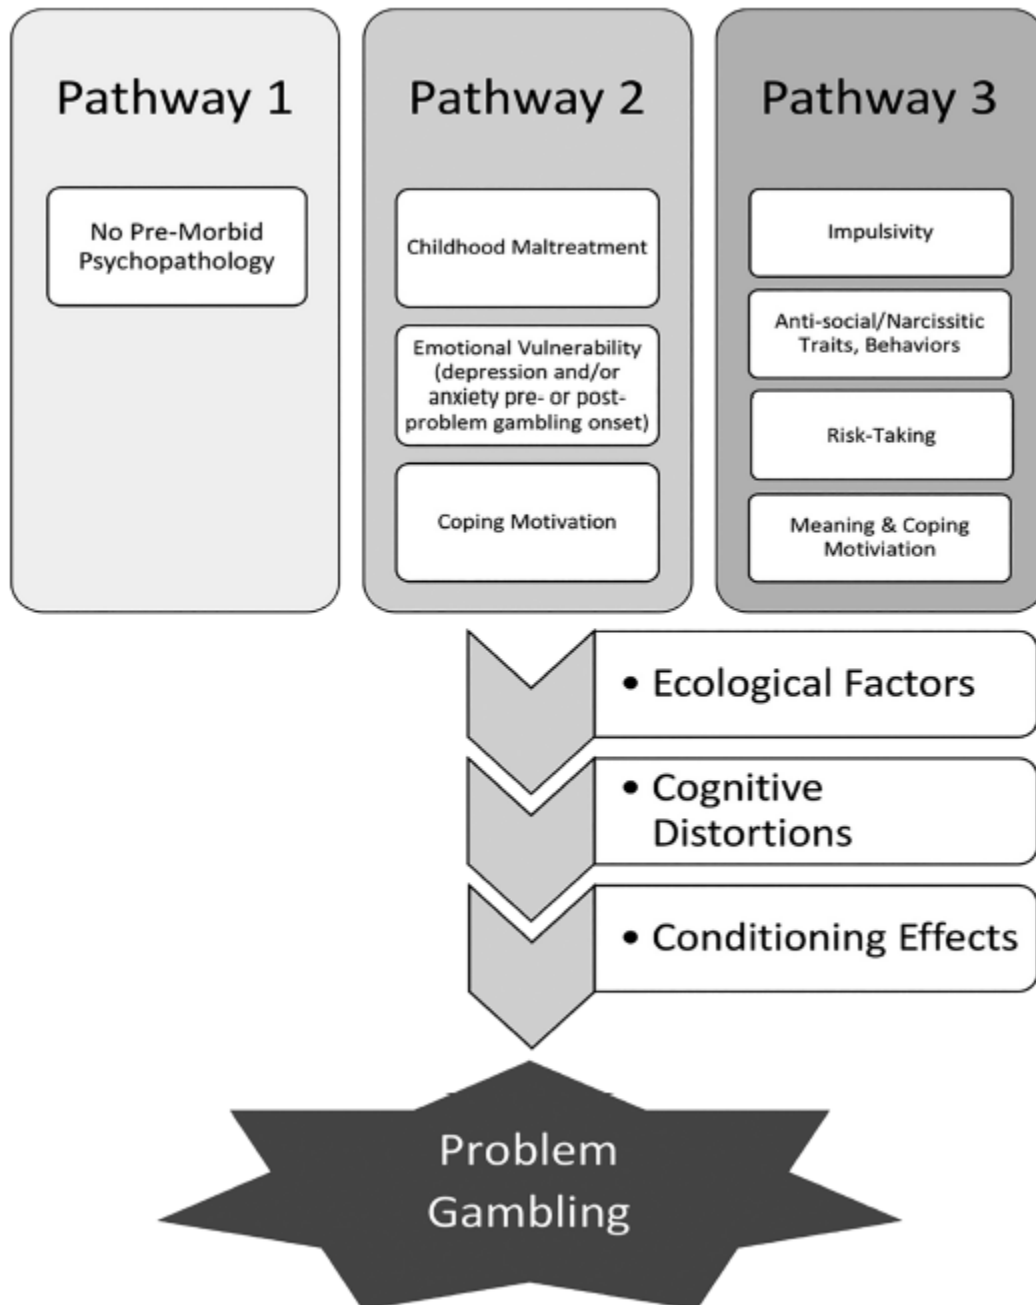 Pathway 1
No Pre-Morbid
Psychopathology
Pathway 2
Childhood Maltreatment
Emotional Vulnerability
(depression and/or
anxiety pre- or post-
problem gambling onset)
Coping Motivation
Pathway 3
Impulsivity
Anti-social/Narcissitic
Traits, Behaviors
Risk-Taking
Meaning & Coping
Motiviation
• Ecological Factors
• Cognitive
Distortions
• Conditioning Effects
Problem
Gambling